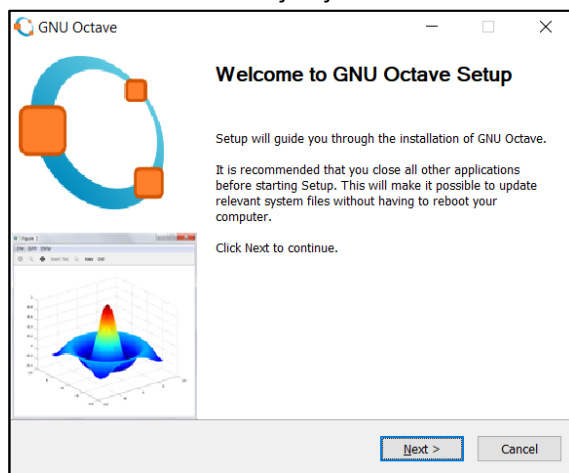 GNU Octave
Welcome to GNU Octave Setup
Setup will guide you through the installation of GNU Octave.
It is recommended that you close all other applications
before starting Setup. This will make it possible to update
relevant system files without having to reboot your
computer.
Click Next to continue.
Figure 1
Next >
Cancel